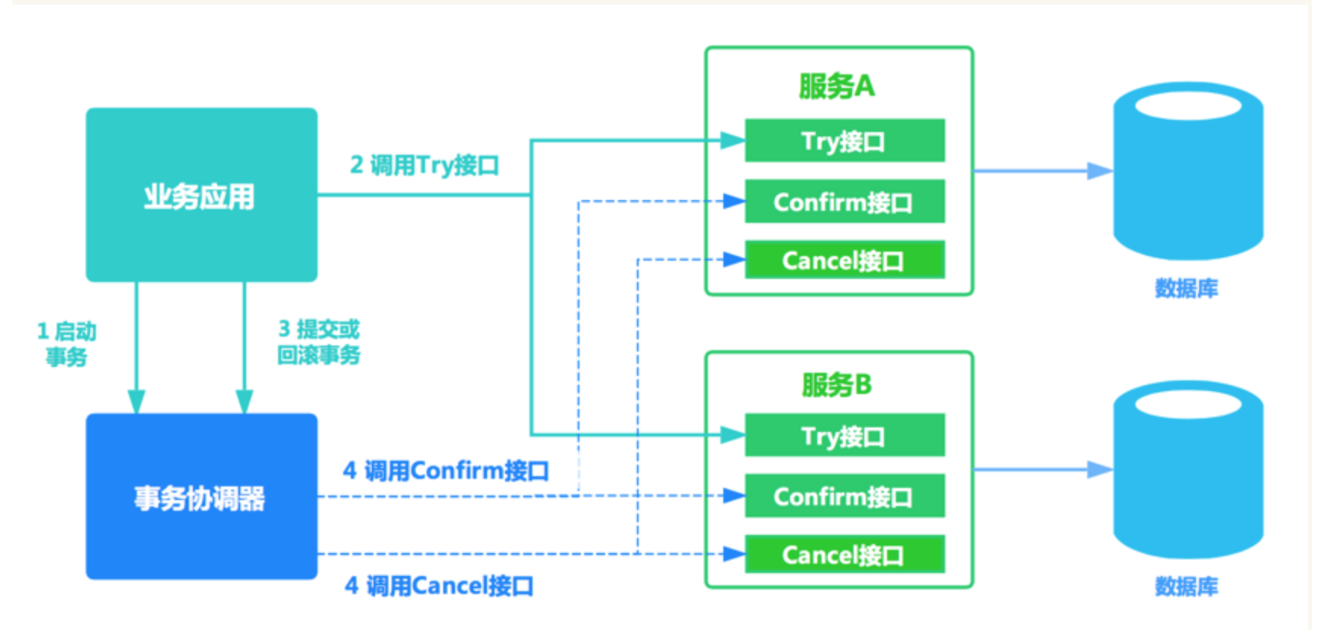 服务A
Try接口
Confirm接口
Cancel接口
数据库
业务应用
2 调用Try接口
1 启动
事务
3 提交或
回滚事务
服务B
Try接口
Confirm接口
Cancel接口
数据库
事务协调器
4 调用Confirm接口
4 调用Cancel接口